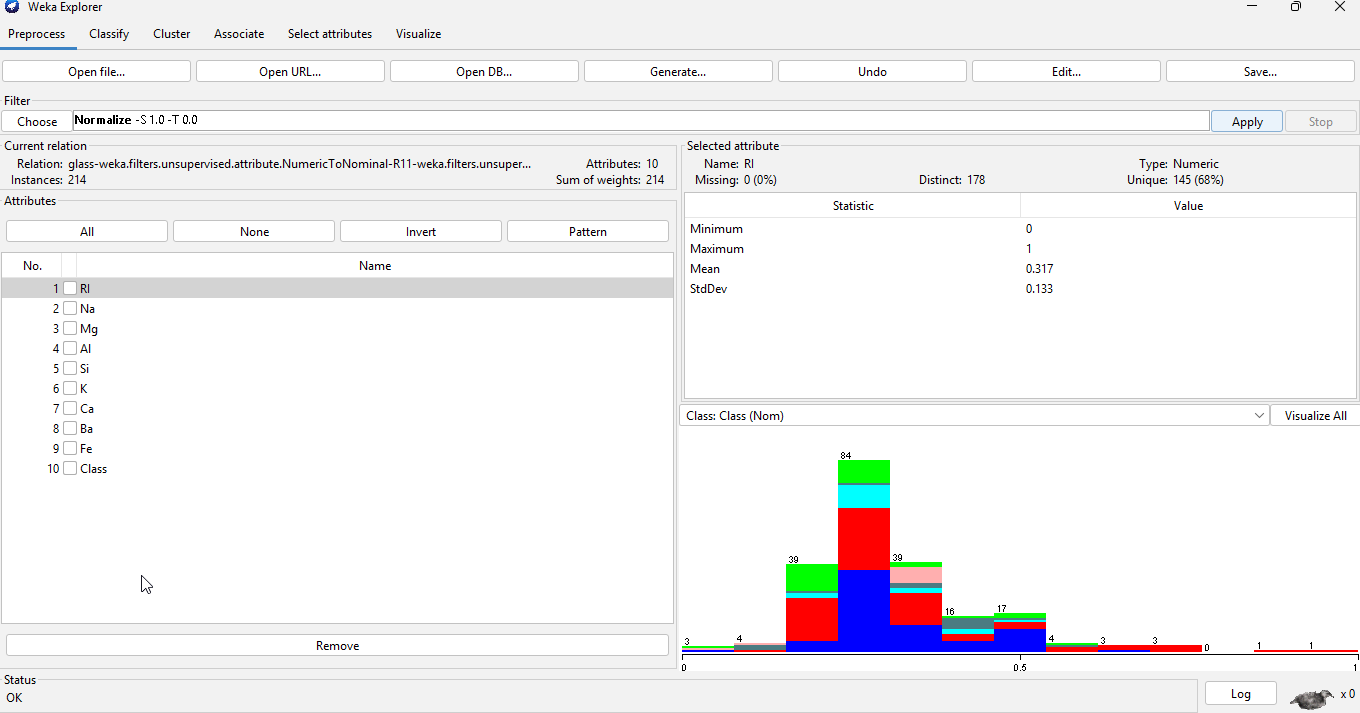 Weka Explorer
Preprocess Classify Cluster Associate Select attributes Visualize
Open file... Open URL... Open DB... Generate... Undo Edit... Save...
Filter
Choose Normalize -S 1.0 -T 0.0 Apply Stop
Current relation
Relation: glass-weka.filters.unsupervised.attribute.NumericToNominal-R11-weka.filters.unsuper... Attributes: 10
Instances: 214 Sum of weights: 214
Attributes
All None Invert Pattern
No. Name
1 RI
2 Na
3 Mg
4 Al
5 Si
6 K
7 Ca
8 Ba
9 Fe
10 Class
Remove
Selected attribute
Name: RI Type: Numeric
Missing: 0 (0%) Distinct: 178 Unique: 145 (68%)
Statistic Value
Minimum 0
Maximum 1
Mean 0.317
StdDev 0.133
Class: Class (Nom) Visualize All
3 4 39 84 39 16 17 4 3 3 0 1 1
0 0.5 1
Status
OK Log x 0